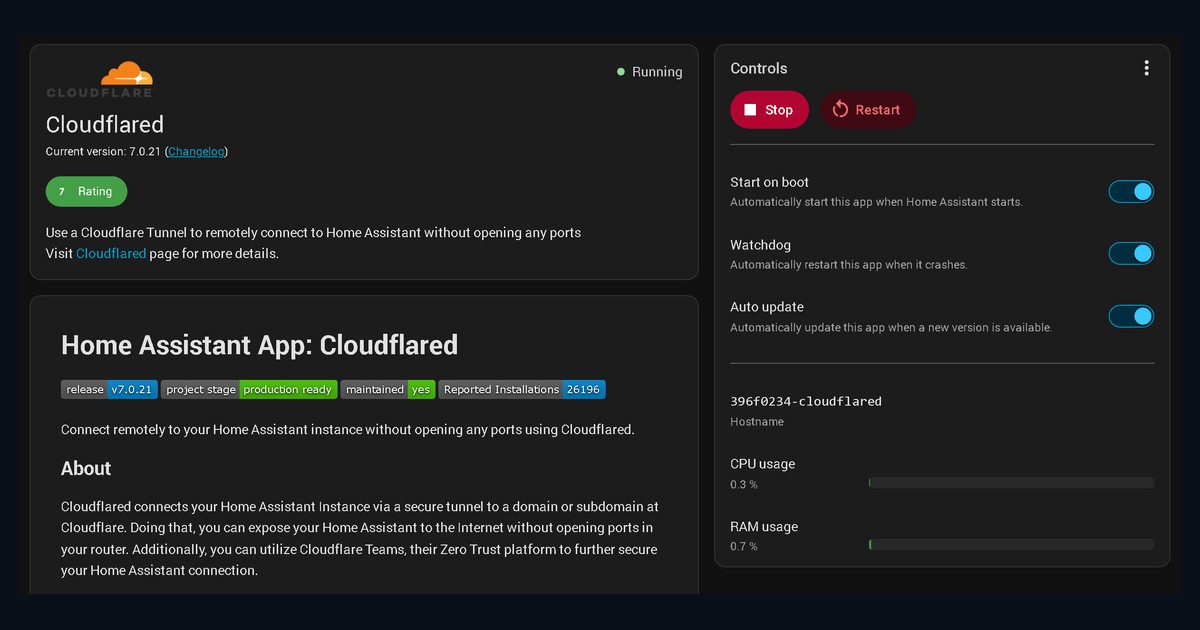 CLOUDFLARE
Running
Cloudflared
Current version: 7.0.21 (Changelog)
7 Rating
Use a Cloudflare Tunnel to remotely connect to Home Assistant without opening any ports
Visit Cloudflared page for more details.
Home Assistant App: Cloudflared
release v7.0.21 project stage production ready maintained yes Reported Installations 26196
Connect remotely to your Home Assistant instance without opening any ports using Cloudflared.
About
Cloudflared connects your Home Assistant Instance via a secure tunnel to a domain or subdomain at
Cloudflare. Doing that, you can expose your Home Assistant to the Internet without opening ports in
your router. Additionally, you can utilize Cloudflare Teams, their Zero Trust platform to further secure
your Home Assistant connection.
Controls
Stop Restart
Start on boot
Automatically start this app when Home Assistant starts.
Watchdog
Automatically restart this app when it crashes.
Auto update
Automatically update this app when a new version is available.
396f0234-cloudflared
Hostname
CPU usage
0.3 %
RAM usage
0.7 %